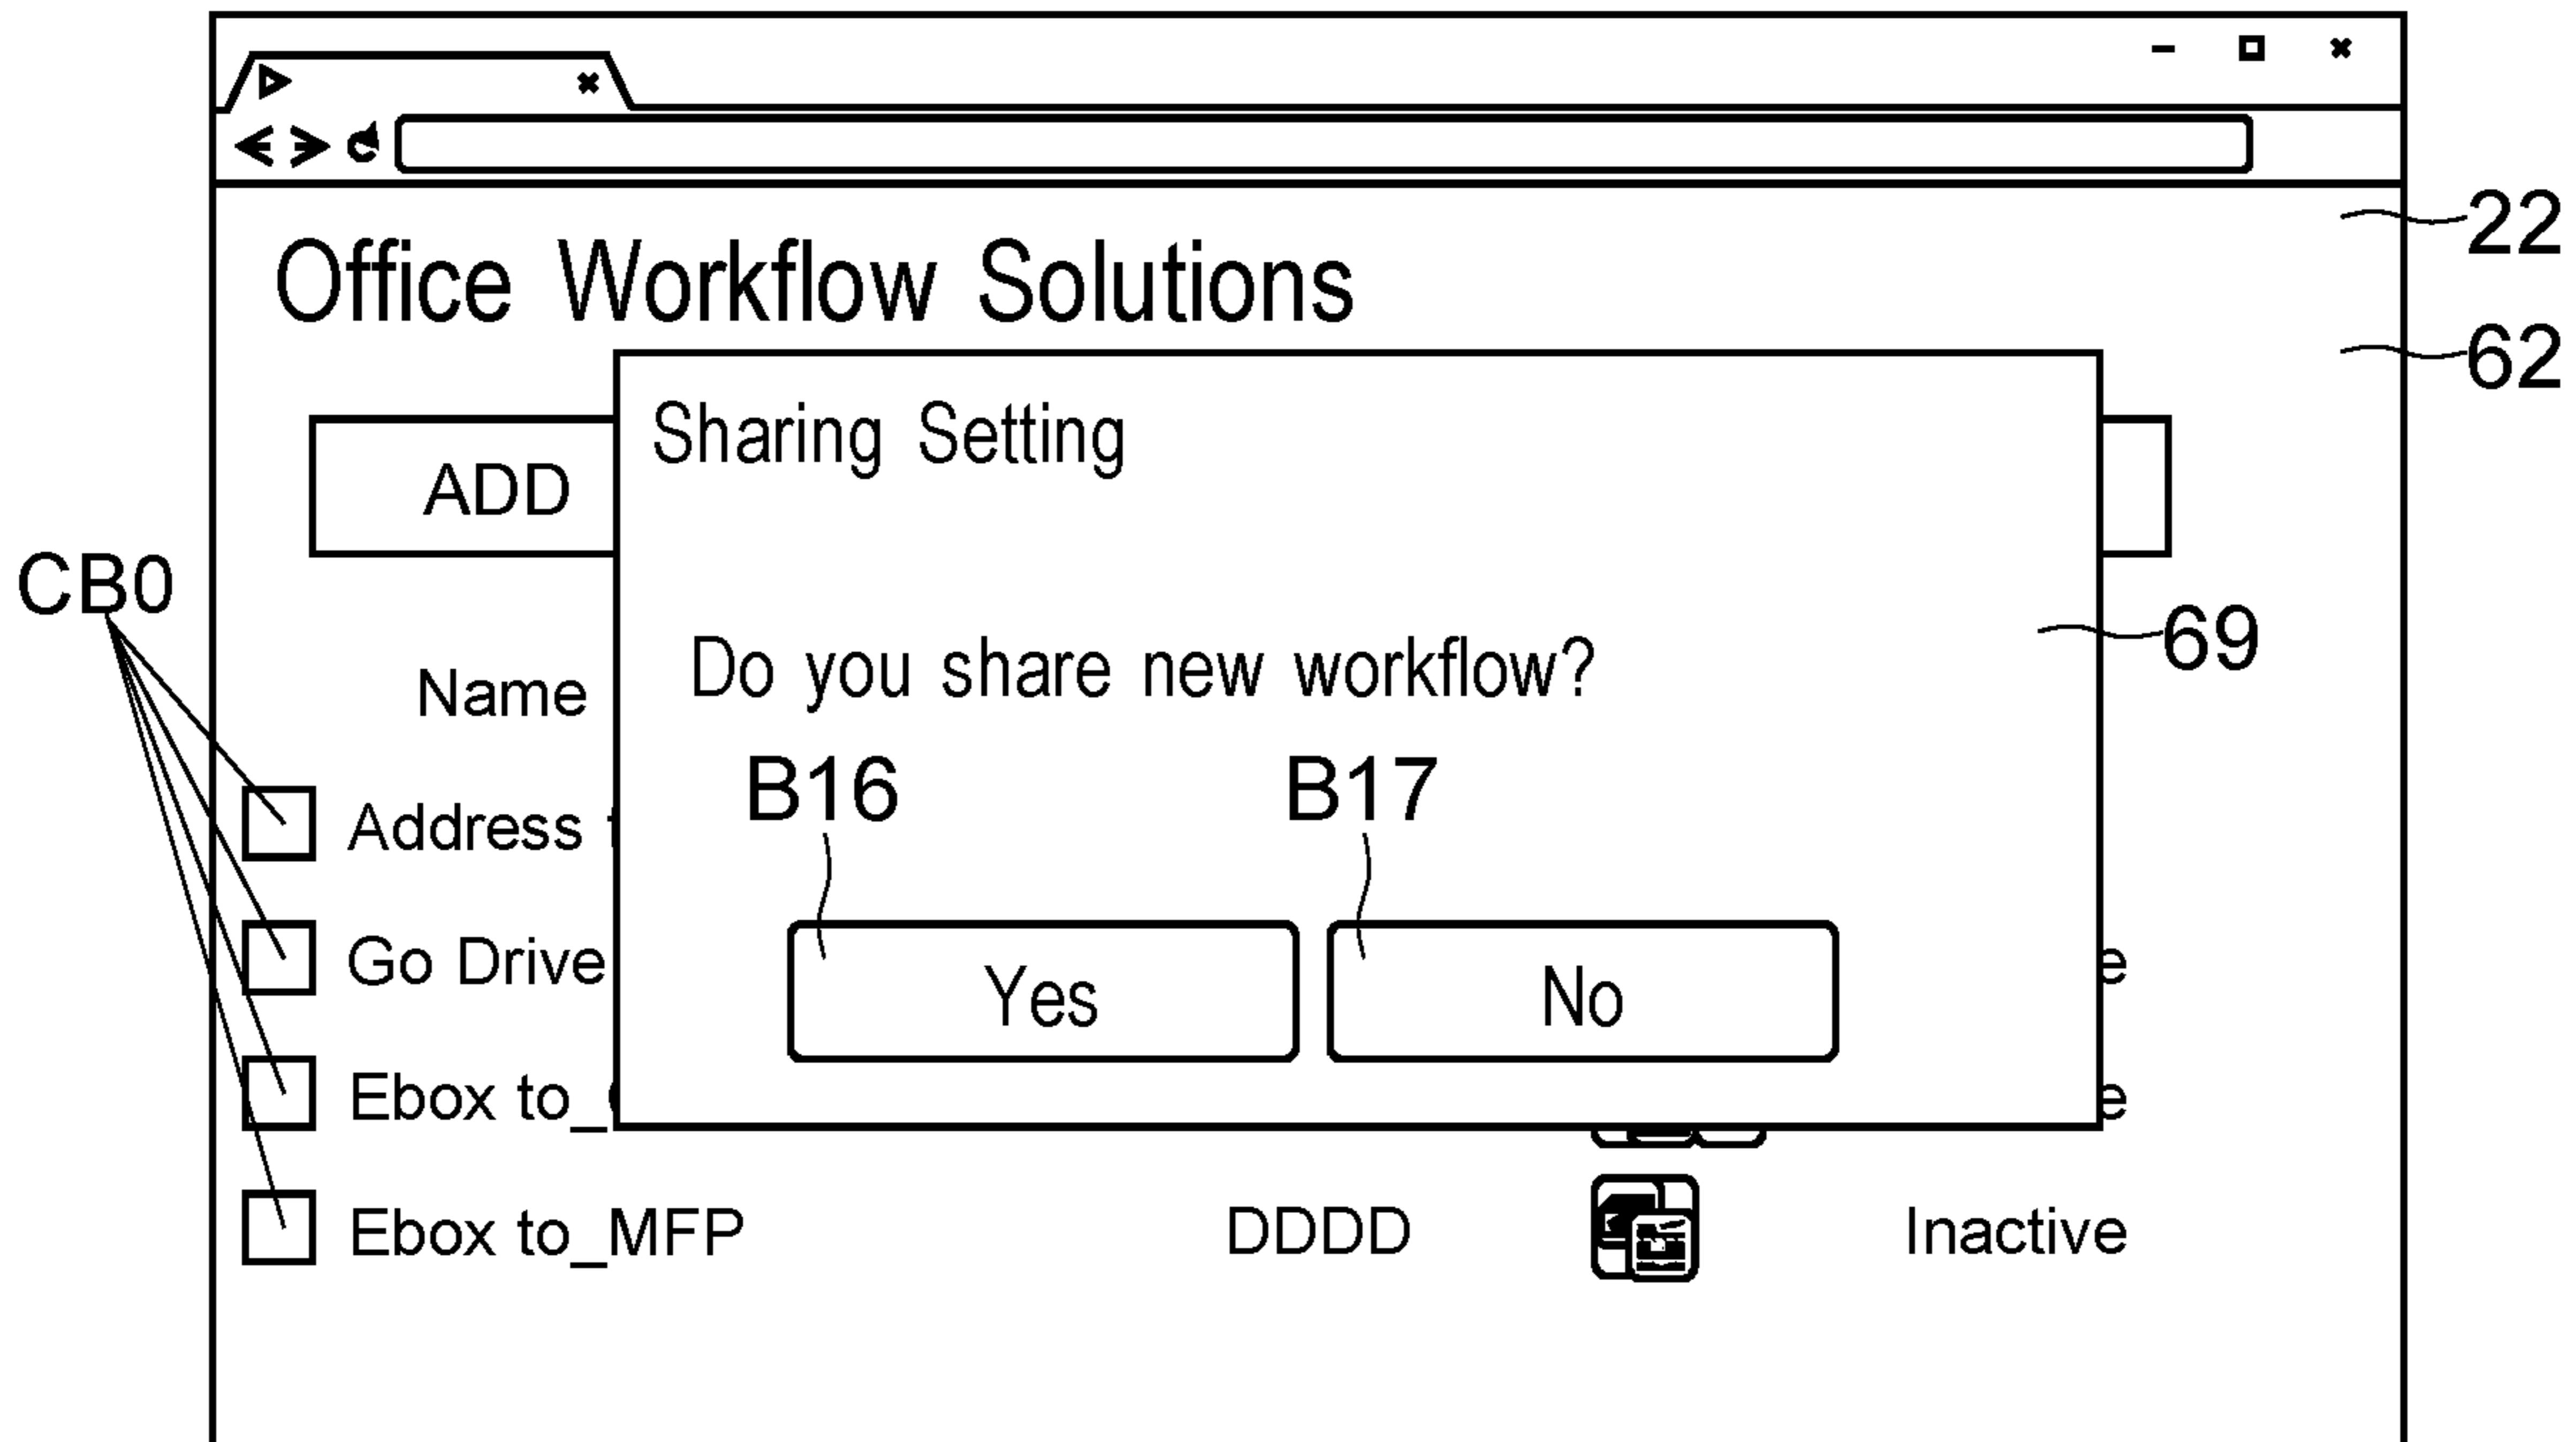 22
Office Workflow Solutions
62
Sharing Setting
ADD
CB0
69
Do you share new workflow?
Name
B16 B17
Address
Go Drive
Yes No
Ebox to_
Ebox to_MFP DDDD Inactive